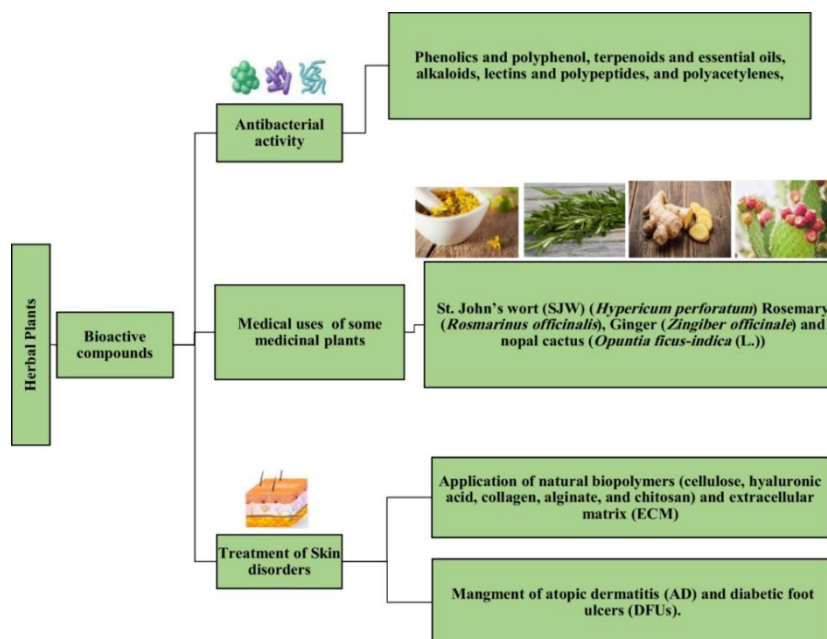 Phenolics and polyphenol, terpenoids and essential oils,
alkaloids, lectins and polypeptides, and polyacetylenes,
Antibacterial
activity
Herbal Plants
Bioactive
compounds
Medical uses of some
medicinal plants
St. John’s wort (SJW) (Hypericum perforatum) Rosemary
(Rosmarinus officinalis), Ginger (Zingiber officinale) and
nopal cactus (Opuntia ficus-indica (L.))
Treatment of Skin
disorders
Application of natural biopolymers (cellulose, hyaluronic
acid, collagen, alginate, and chitosan) and extracellular
matrix (ECM)
Mangment of atopic dermatitis (AD) and diabetic foot
ulcers (DFUs).